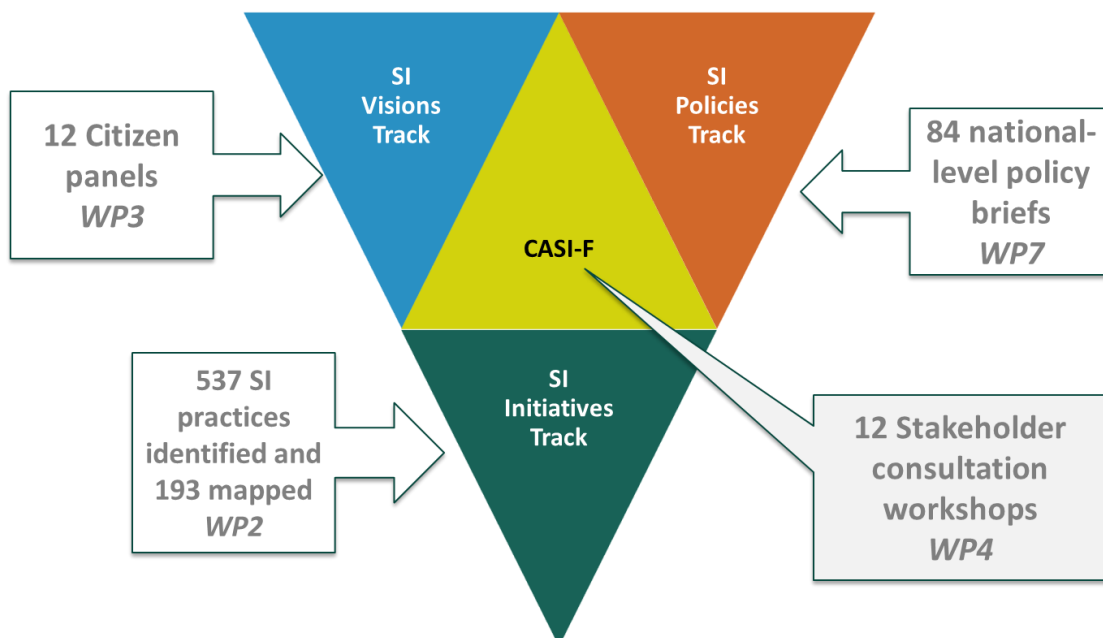 SI
Visions
Track
SI
Policies
Track
12 Citizen
panels
WP3
84 national-
level policy
briefs
WP7
CASI-F
537 SI
practices
identified and
193 mapped
WP2
SI
Initiatives
Track
12 Stakeholder
consultation
workshops
WP4